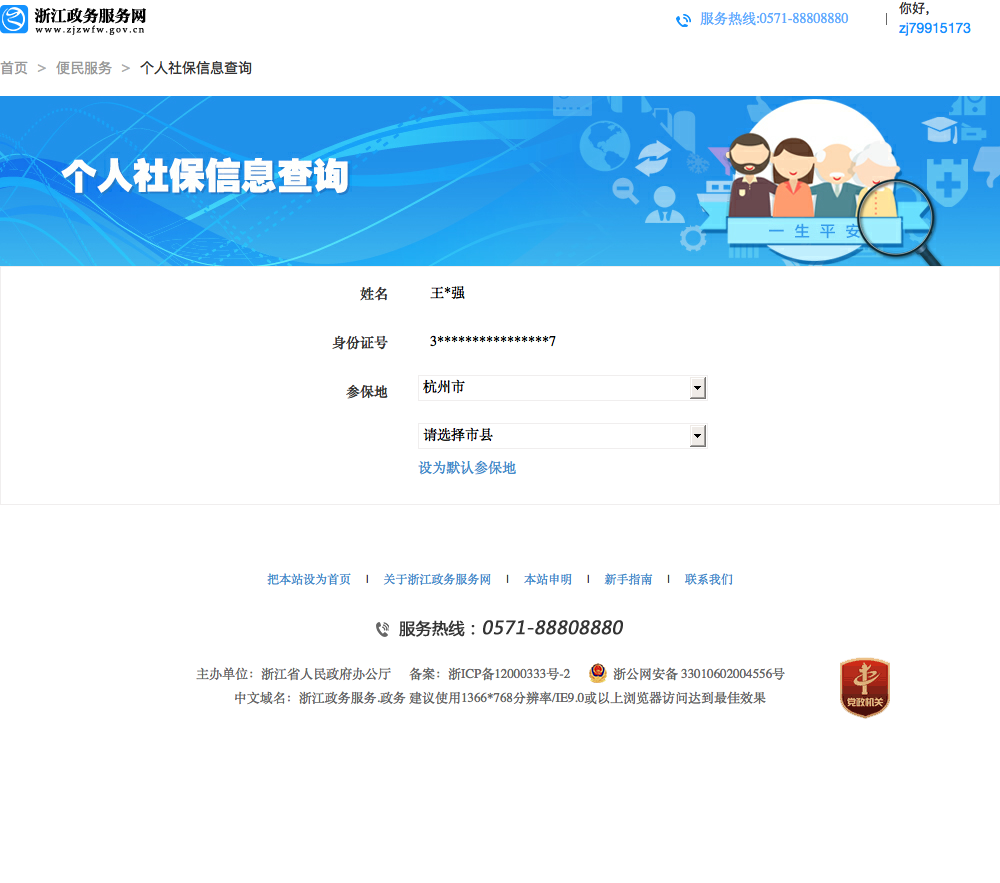 浙江政务服务网
www.zjzwfw.gov.cn
服务热线:0571-88808880
你好,
zj79915173
首页 > 便民服务 > 个人社保信息查询
个人社保信息查询
一生平安
姓名 王*强
身份证号 3****************7
参保地 杭州市
请选择市县
设为默认参保地
把本站设为首页 | 关于浙江政务服务网 | 本站申明 | 新手指南 | 联系我们
服务热线：0571-88808880
主办单位：浙江省人民政府办公厅 备案：浙ICP备12000333号-2 浙公网安备 33010602004556号
中文域名：浙江政务服务.政务 建议使用1366*768分辨率/IE9.0或以上浏览器访问达到最佳效果
党政机关